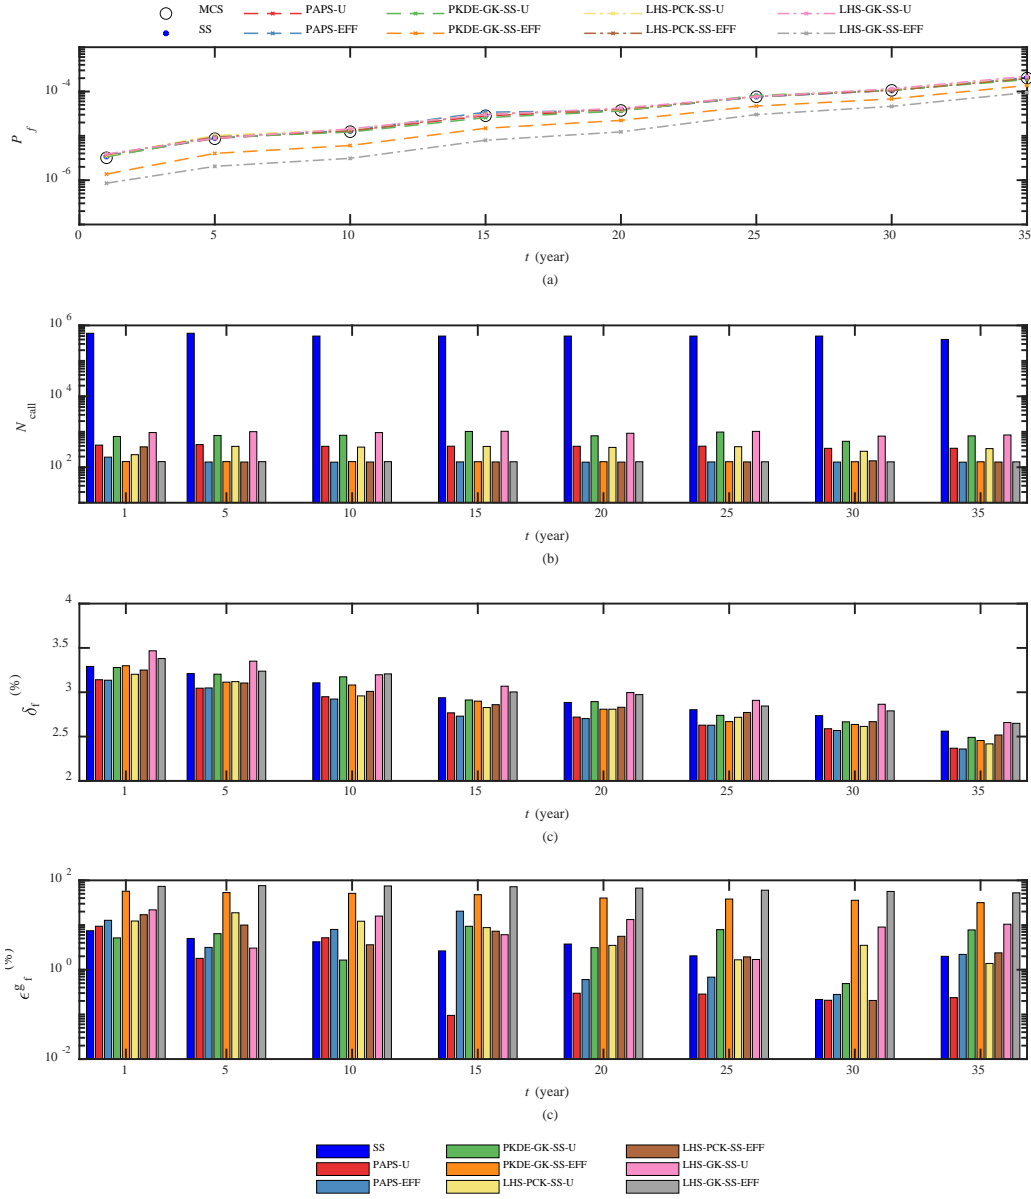 MCS PAPS-U PKDE-GK-SS-U LHS-PCK-SS-U LHS-GK-SS-U
SS PAPS-EFF PKDE-GK-SS-EFF LHS-PCK-SS-EFF LHS-GK-SS-EFF
10^-4
10^-6
P_f
0 5 10 15 20 25 30 35
t (year)
(a)
10^6
10^4
10^2
N_call
1 5 10 15 20 25 30 35
t (year)
(b)
4
3.5
3
2.5
2
δ_f (%)
1 5 10 15 20 25 30 35
t (year)
(c)
10^2
10^0
10^-2
ϵ^g_f (%)
1 5 10 15 20 25 30 35
t (year)
(c)
SS PKDE-GK-SS-U LHS-PCK-SS-EFF
PAPS-U PKDE-GK-SS-EFF LHS-GK-SS-U
PAPS-EFF LHS-PCK-SS-U LHS-GK-SS-EFF